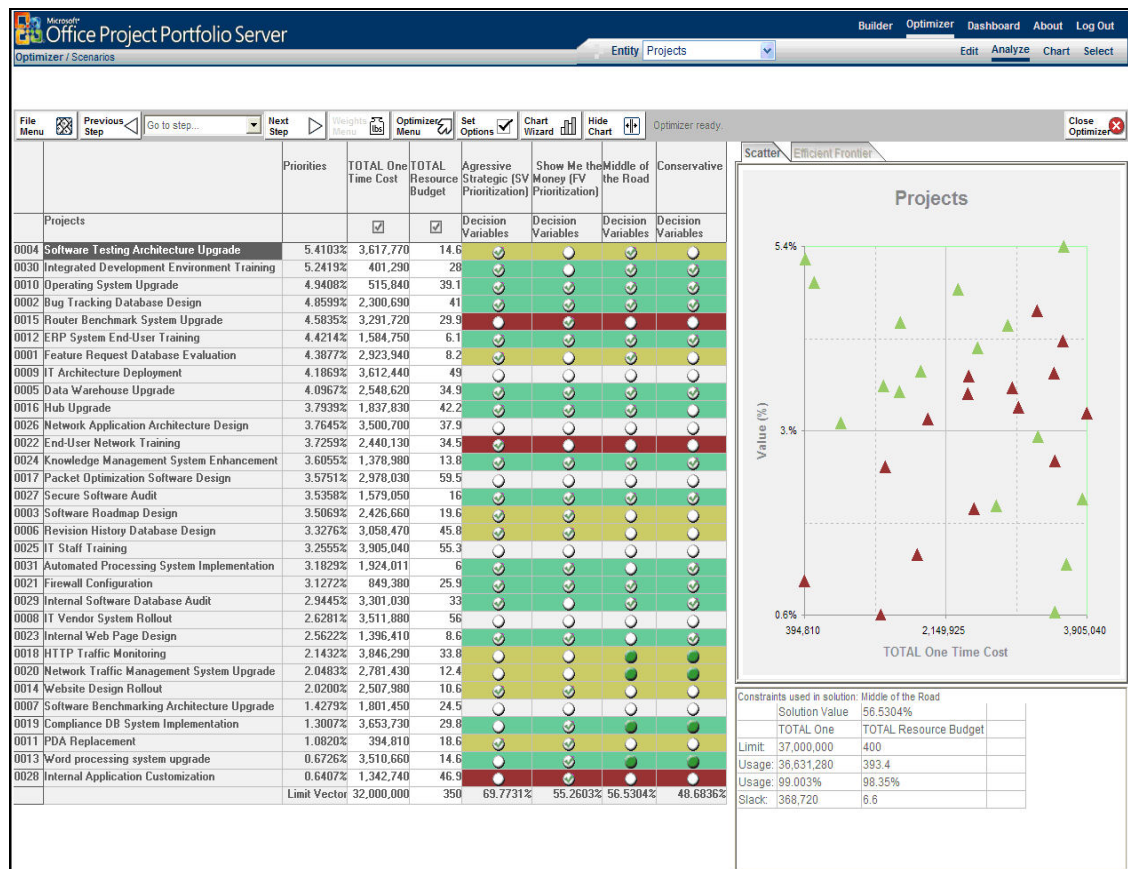 Microsoft®
Office Project Portfolio Server
Builder Optimizer Dashboard About Log Out
Optimizer / Scenarios
Entity Projects
Edit Analyze Chart Select
File Menu Previous Step Go to step... Next Step Weights Menu lbs Optimizer Menu Set Options Chart Wizard Hide Chart Optimizer ready. Close Optimizer
Priorities TOTAL One Time Cost TOTAL Resource Budget Agressive Strategic (SV Prioritization) Show Me the Money (FV Prioritization) Middle of the Road Conservative
Projects Decision Variables Decision Variables Decision Variables Decision Variables
0004 Software Testing Architecture Upgrade 5.4103% 3,617,770 14.6
0030 Integrated Development Environment Training 5.2419% 401,290 28
0010 Operating System Upgrade 4.9408% 515,840 39.1
0002 Bug Tracking Database Design 4.8599% 2,300,690 41
0015 Router Benchmark System Upgrade 4.5835% 3,291,720 29.9
0012 ERP System End-User Training 4.4214% 1,584,750 6.1
0001 Feature Request Database Evaluation 4.3877% 2,923,940 8.2
0009 IT Architecture Deployment 4.1869% 3,612,440 49
0005 Data Warehouse Upgrade 4.0967% 2,548,620 34.9
0016 Hub Upgrade 3.7939% 1,837,830 42.2
0026 Network Application Architecture Design 3.7645% 3,500,700 37.9
0022 End-User Network Training 3.7259% 2,440,130 34.5
0024 Knowledge Management System Enhancement 3.6055% 1,378,980 13.8
0017 Packet Optimization Software Design 3.5751% 2,978,030 59.5
0027 Secure Software Audit 3.5358% 1,579,050 16
0003 Software Roadmap Design 3.5069% 2,426,660 19.6
0006 Revision History Database Design 3.3276% 3,058,470 45.8
0025 IT Staff Training 3.2555% 3,905,040 55.3
0031 Automated Processing System Implementation 3.1829% 1,924,011 6
0021 Firewall Configuration 3.1272% 849,380 25.9
0029 Internal Software Database Audit 2.9445% 3,301,030 33
0008 IT Vendor System Rollout 2.6281% 3,511,880 56
0023 Internal Web Page Design 2.5622% 1,396,410 8.6
0018 HTTP Traffic Monitoring 2.1432% 3,846,290 33.8
0020 Network Traffic Management System Upgrade 2.0483% 2,781,430 12.4
0014 Website Design Rollout 2.0200% 2,507,980 10.6
0007 Software Benchmarking Architecture Upgrade 1.4279% 1,801,450 24.5
0019 Compliance DB System Implementation 1.3007% 3,653,730 29.8
0011 PDA Replacement 1.0820% 394,810 18.6
0013 Word processing system upgrade 0.6726% 3,510,660 14.6
0028 Internal Application Customization 0.6407% 1,342,740 46.9
Limit Vector 32,000,000 350 69.7731% 55.2603% 56.5304% 48.6836%
Scatter Efficient Frontier
Projects
5.4%
3.%
0.6%
Value (%)
394,810 2,149,925 3,905,040
TOTAL One Time Cost
Constraints used in solution: Middle of the Road
Solution Value 56.5304%
TOTAL One TOTAL Resource Budget
Limit: 37,000,000 400
Usage: 36,631,280 393.4
Usage: 99.003% 98.35%
Slack: 368,720 6.6